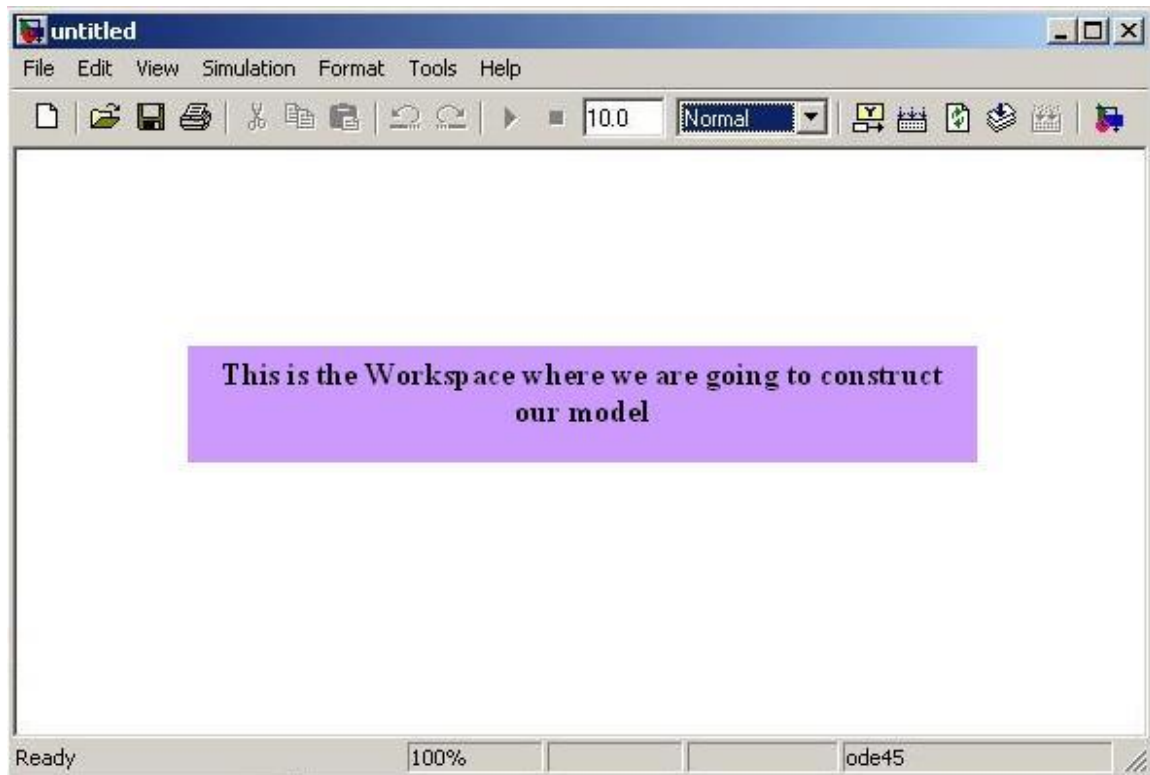 untitled
File Edit View Simulation Format Tools Help
10.0 Normal
This is the Workspace where we are going to construct
our model
Ready 100% ode45